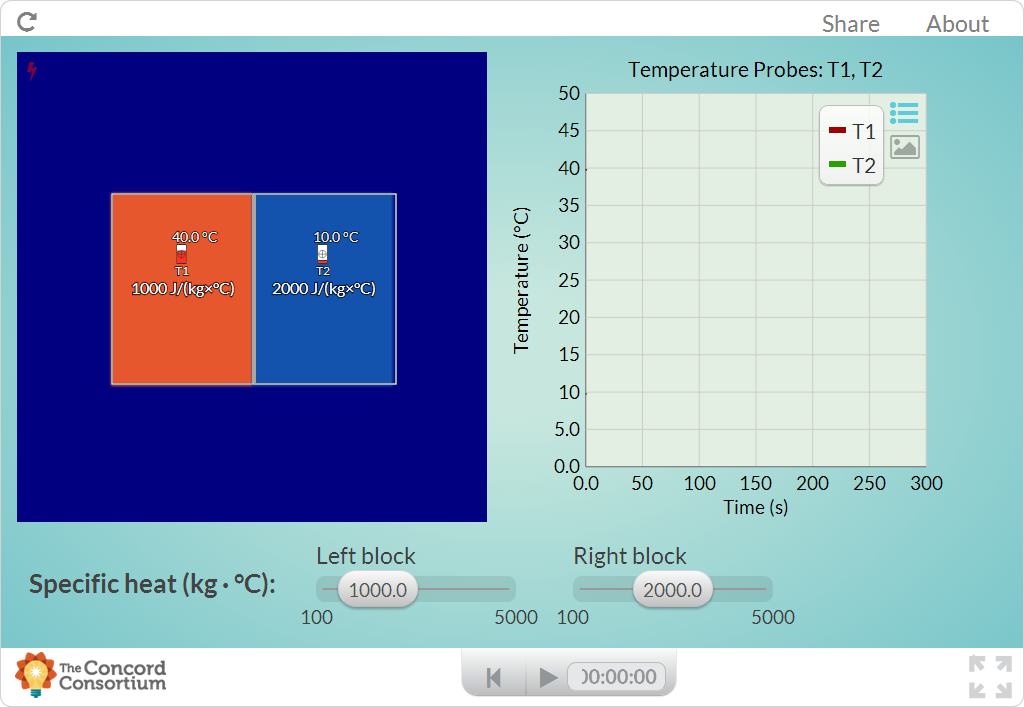 Share About
Temperature Probes: T1, T2
50
45
40
35
30
25
20
15
10
5.0
0.0
Temperature (°C)
T1
T2
0.0 50 100 150 200 250 300
Time (s)
40.0 °C 10.0 °C
T1 T2
1000 J/(kg×°C) 2000 J/(kg×°C)
Left block Right block
Specific heat (kg · °C): 1000.0 2000.0
100 5000 100 5000
The Concord
Consortium
00:00:00